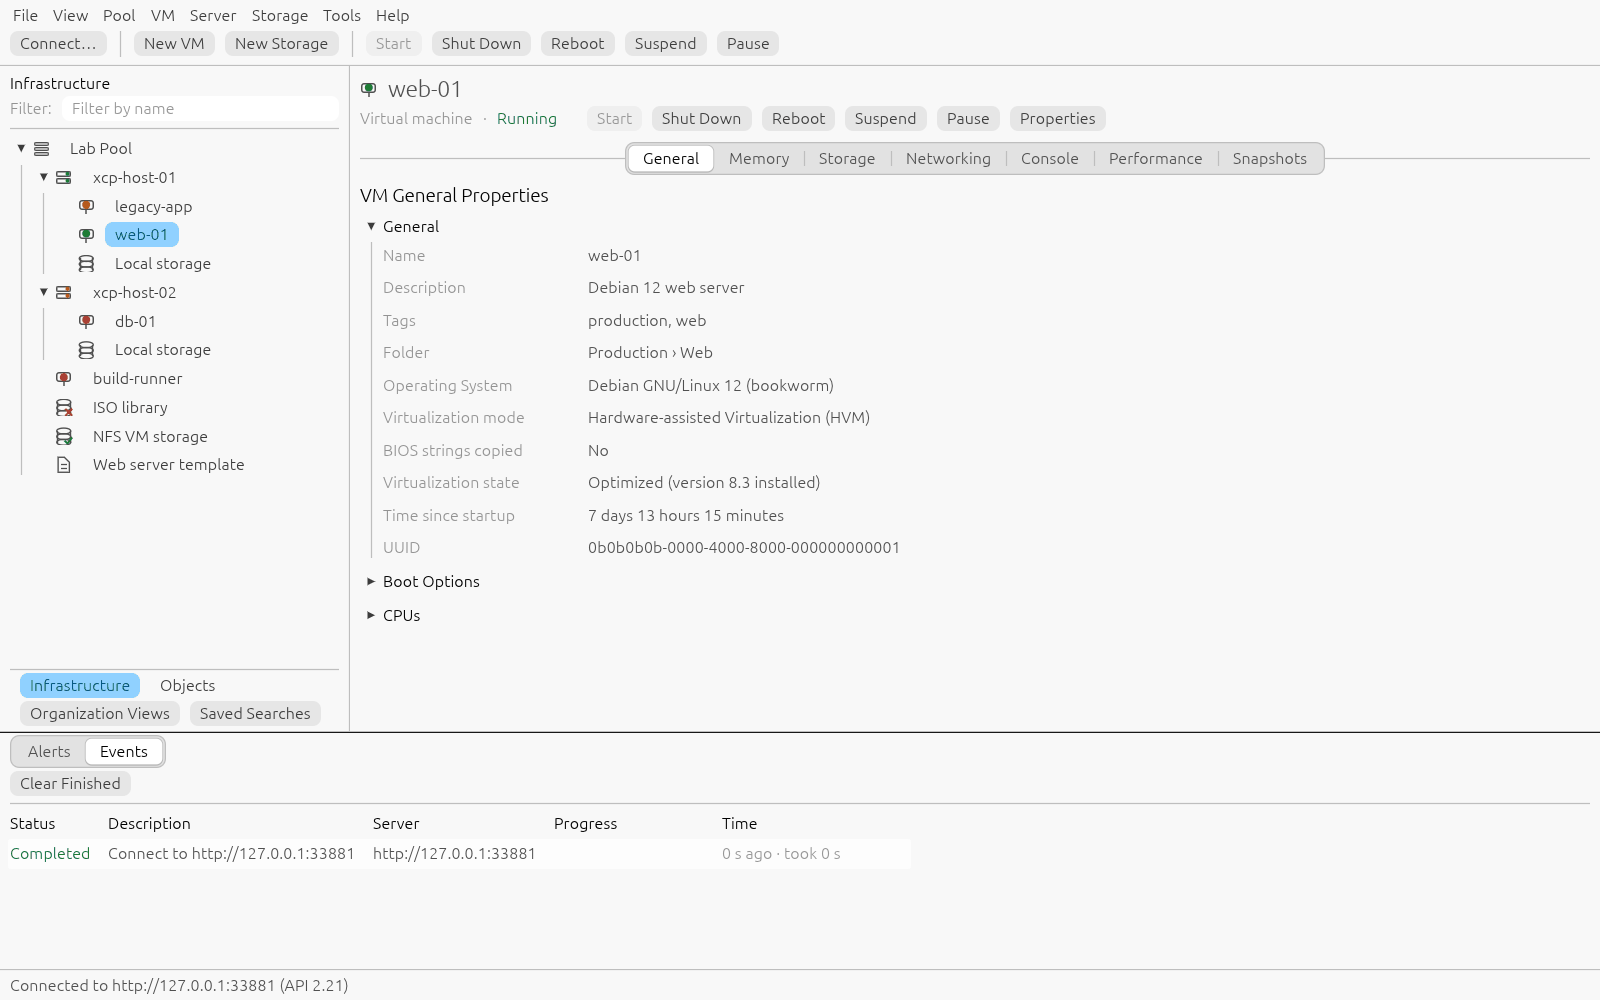 File View Pool VM Server Storage Tools Help
Connect... New VM New Storage Start Shut Down Reboot Suspend Pause
Infrastructure
Filter: Filter by name
Lab Pool
xcp-host-01
legacy-app
web-01
Local storage
xcp-host-02
db-01
Local storage
build-runner
ISO library
NFS VM storage
Web server template
Infrastructure Objects
Organization Views Saved Searches
web-01
Virtual machine · Running Start Shut Down Reboot Suspend Pause Properties
General Memory Storage Networking Console Performance Snapshots
VM General Properties
General
Name web-01
Description Debian 12 web server
Tags production, web
Folder Production › Web
Operating System Debian GNU/Linux 12 (bookworm)
Virtualization mode Hardware-assisted Virtualization (HVM)
BIOS strings copied No
Virtualization state Optimized (version 8.3 installed)
Time since startup 7 days 13 hours 15 minutes
UUID 0b0b0b0b-0000-4000-8000-000000000001
Boot Options
CPUs
Alerts Events
Clear Finished
Status Description Server Progress Time
Completed Connect to http://127.0.0.1:33881 http://127.0.0.1:33881 0 s ago · took 0 s
Connected to http://127.0.0.1:33881 (API 2.21)